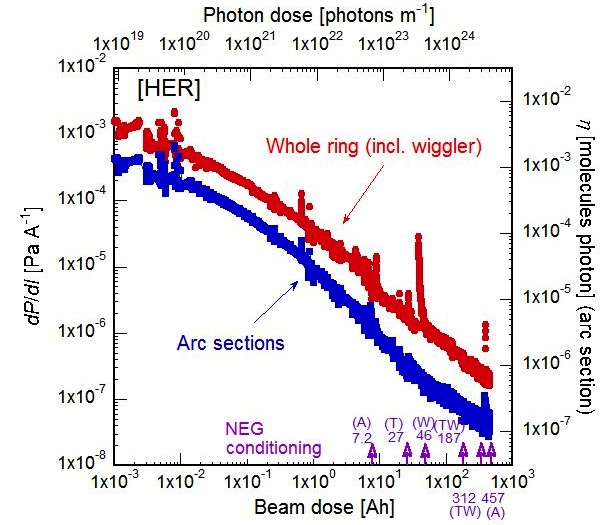 Photon dose [photons m⁻¹]
1x10¹⁹ 1x10²⁰ 1x10²¹ 1x10²² 1x10²³ 1x10²⁴
[HER]
Whole ring (incl. wiggler)
Arc sections
dP/dI [Pa A⁻¹]
1x10⁻²
1x10⁻³
1x10⁻⁴
1x10⁻⁵
1x10⁻⁶
1x10⁻⁷
1x10⁻⁸
η [molecules photon] (arc section)
1x10⁻²
1x10⁻³
1x10⁻⁴
1x10⁻⁵
1x10⁻⁶
1x10⁻⁷
NEG
conditioning
(A) (T) (W) (TW)
7.2 27 46 187
1x10⁻³ 1x10⁻² 1x10⁻¹ 1x10⁰ 1x10¹ 1x10² 1x10³
Beam dose [Ah]
312 457
(TW) (A)